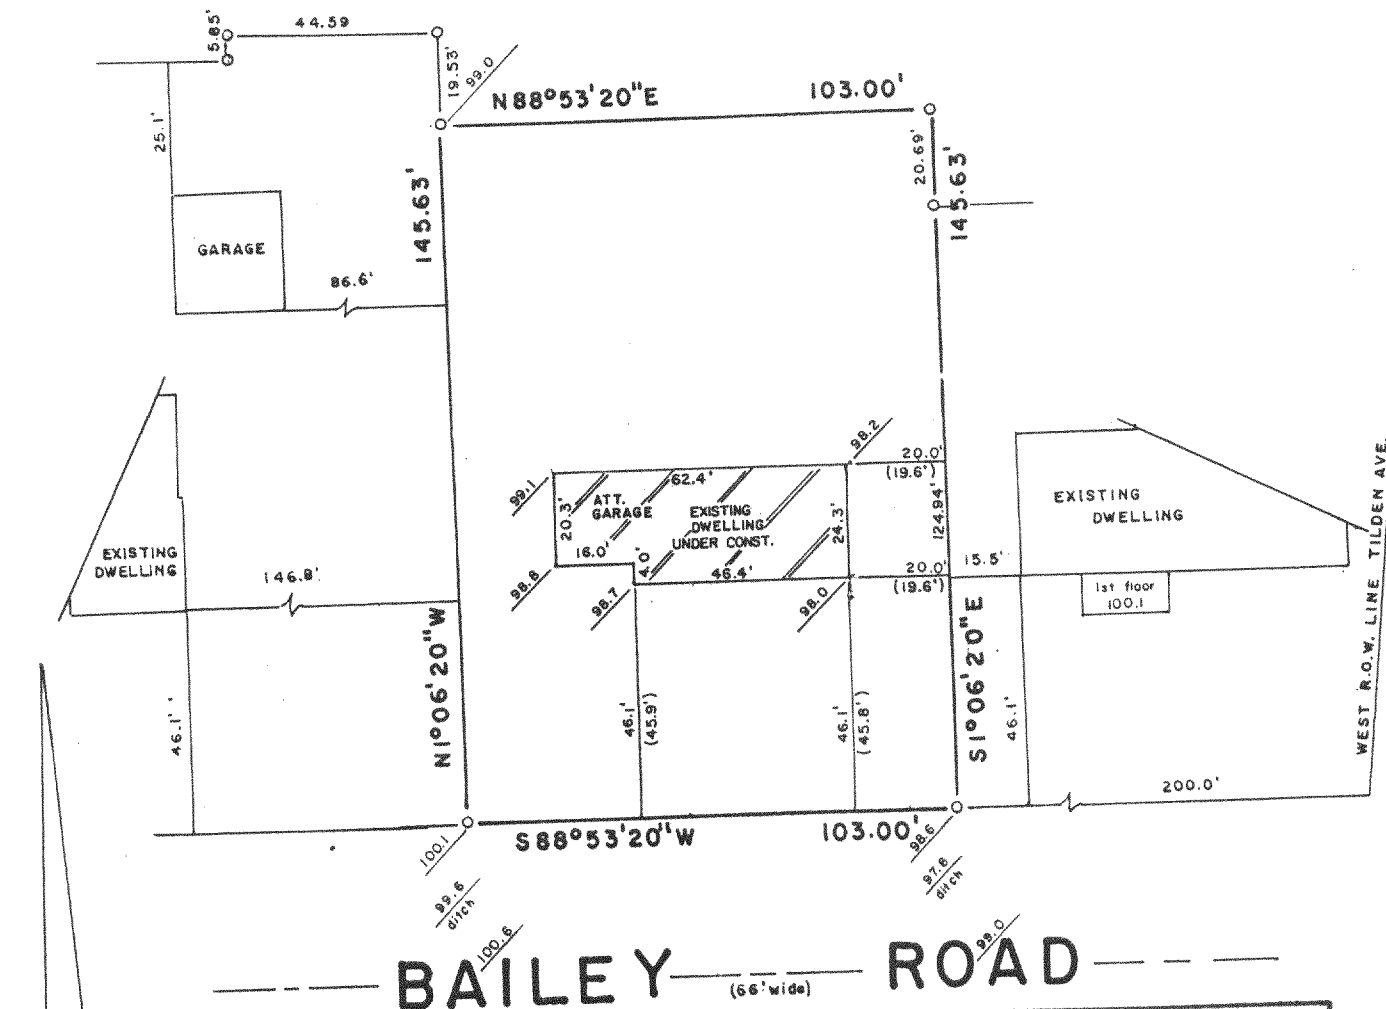 5.85'
44.59
19.53'
99.0
N88°53'20"E
103.00'
25.1'
20.69'
145.63'
145.63'
GARAGE
86.6'
98.2
20.0'
(19.6')
99.1
62.4'
ATT.
GARAGE
20.3'
EXISTING
DWELLING
UNDER CONST.
24.3'
124.94'
EXISTING
DWELLING
16.0'
4.0'
46.4'
20.0'
(19.6')
15.5'
EXISTING
DWELLING
146.8'
98.8
98.7
98.0
1st floor
100.1
WEST R.O.W. LINE TILDEN AVE.
N1°06'20"W
S1°06'20"E
46.1'
46.1'
(45.9')
46.1'
(45.8')
46.1'
200.0'
S88°53'20"W
103.00'
100.1
98.6
99.6
ditch
97.8
ditch
100.6
99.0
BAILEY ROAD
(66' wide)